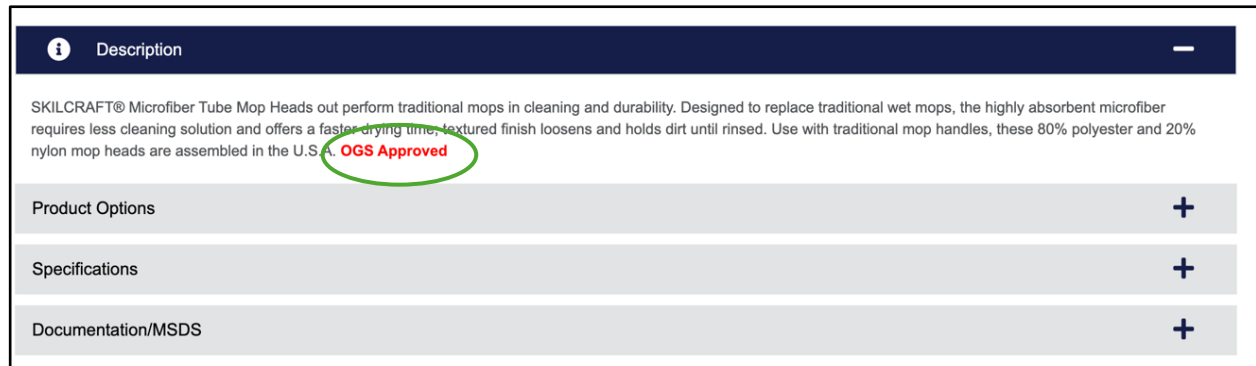 Description
SKILCRAFT® Microfiber Tube Mop Heads out perform traditional mops in cleaning and durability. Designed to replace traditional wet mops, the highly absorbent microfiber
requires less cleaning solution and offers a faster drying time, textured finish loosens and holds dirt until rinsed. Use with traditional mop handles, these 80% polyester and 20%
nylon mop heads are assembled in the U.S.A. OGS Approved
Product Options
Specifications
Documentation/MSDS